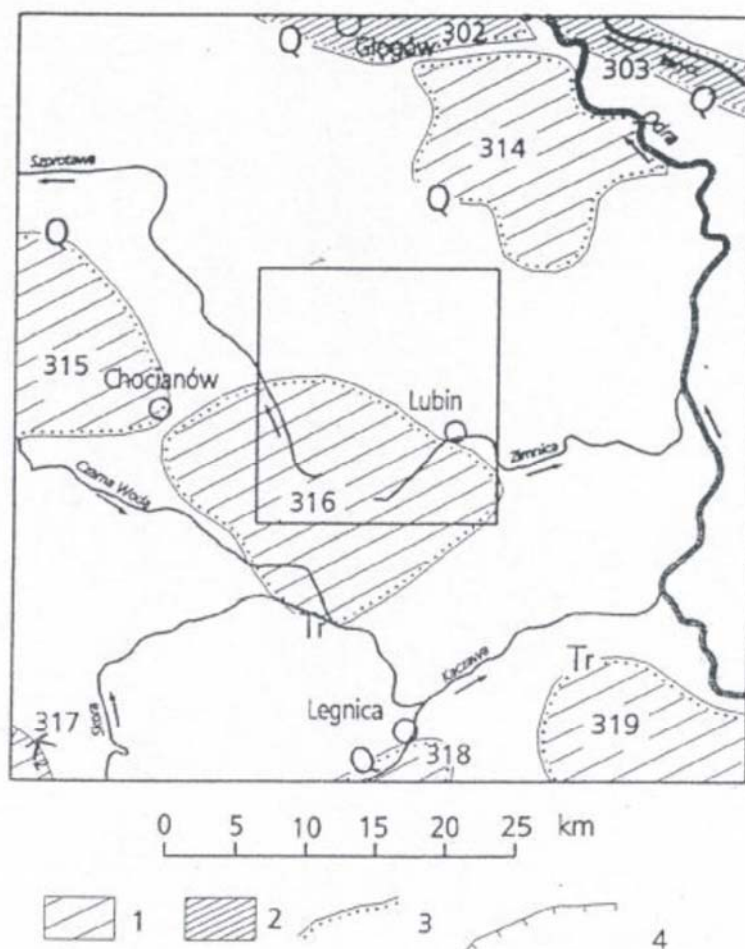 302
Głogów
Q
303
Q
Odra
314
Szprotawa
Q
Q
315
Chocianów
Lubin
Zimnica
316
Czarna Woda
Tr
Kaczawa
Tr
Skora
Legnica
317
319
318
Q
0 5 10 15 20 25 km
1 2 3 4